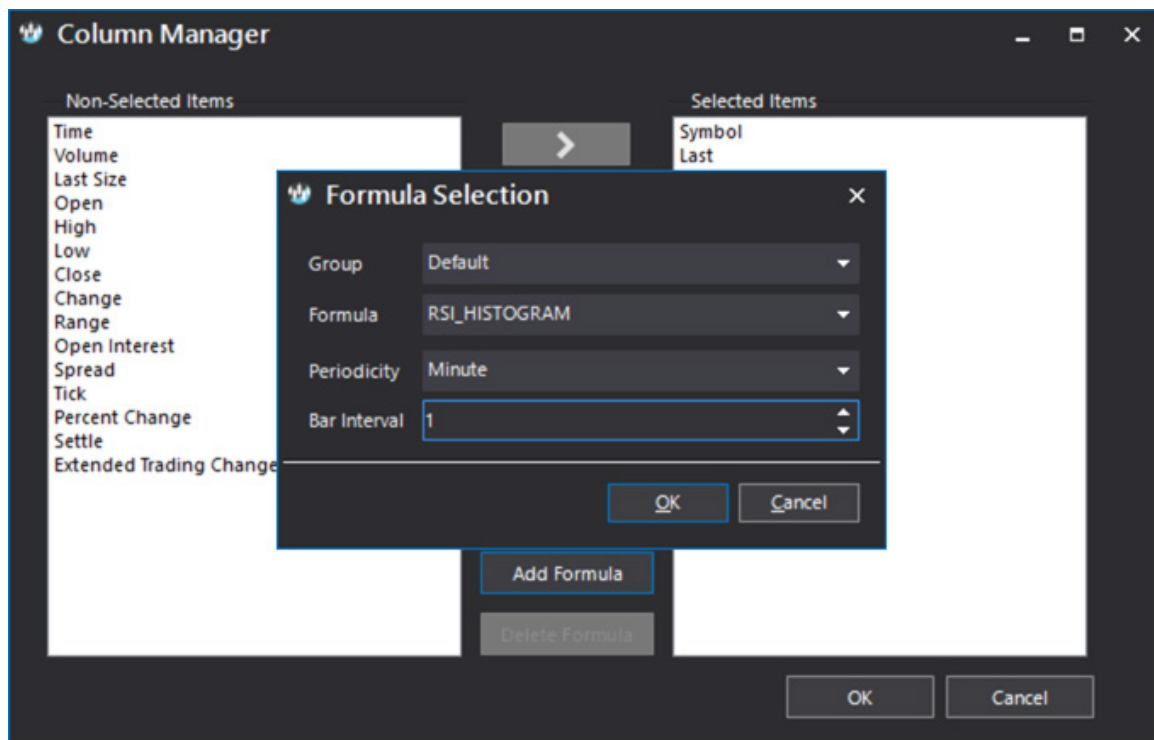 Column Manager
Non-Selected Items
Selected Items
Time
Volume
Last Size
Open
High
Low
Close
Change
Range
Open Interest
Spread
Tick
Percent Change
Settle
Extended Trading Change
Symbol
Last
Formula Selection
Group Default
Formula RSI_HISTOGRAM
Periodicity Minute
Bar Interval 1
OK Cancel
Add Formula
Delete Formula
OK Cancel